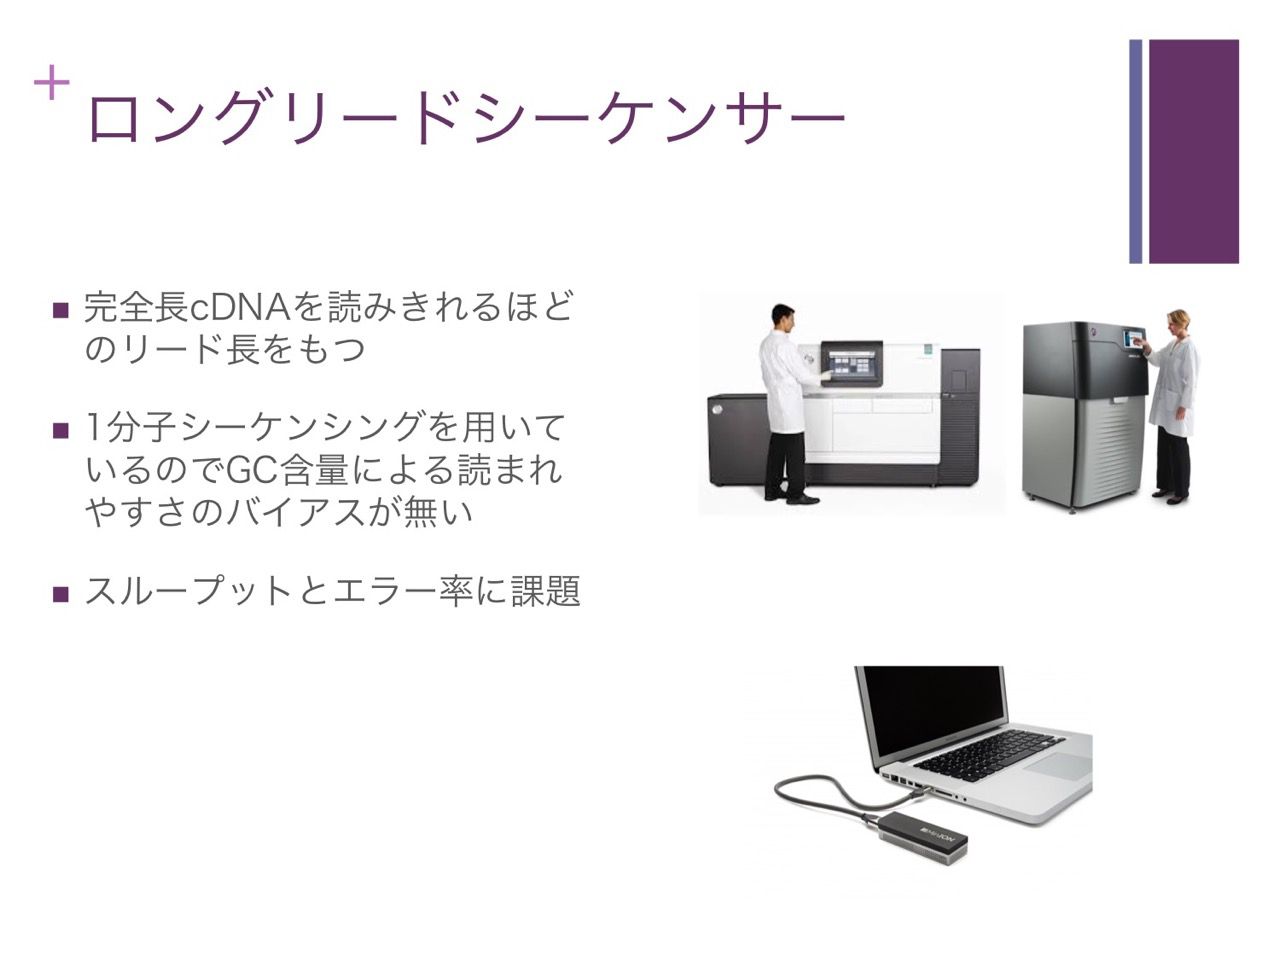 +
ロングリードシーケンサー
■ 完全長cDNAを読みきれるほど
のリード長をもつ
■ 1分子シーケンシングを用いて
いるのでGC含量による読まれ
やすさのバイアスが無い
■ スループットとエラー率に課題
MinION